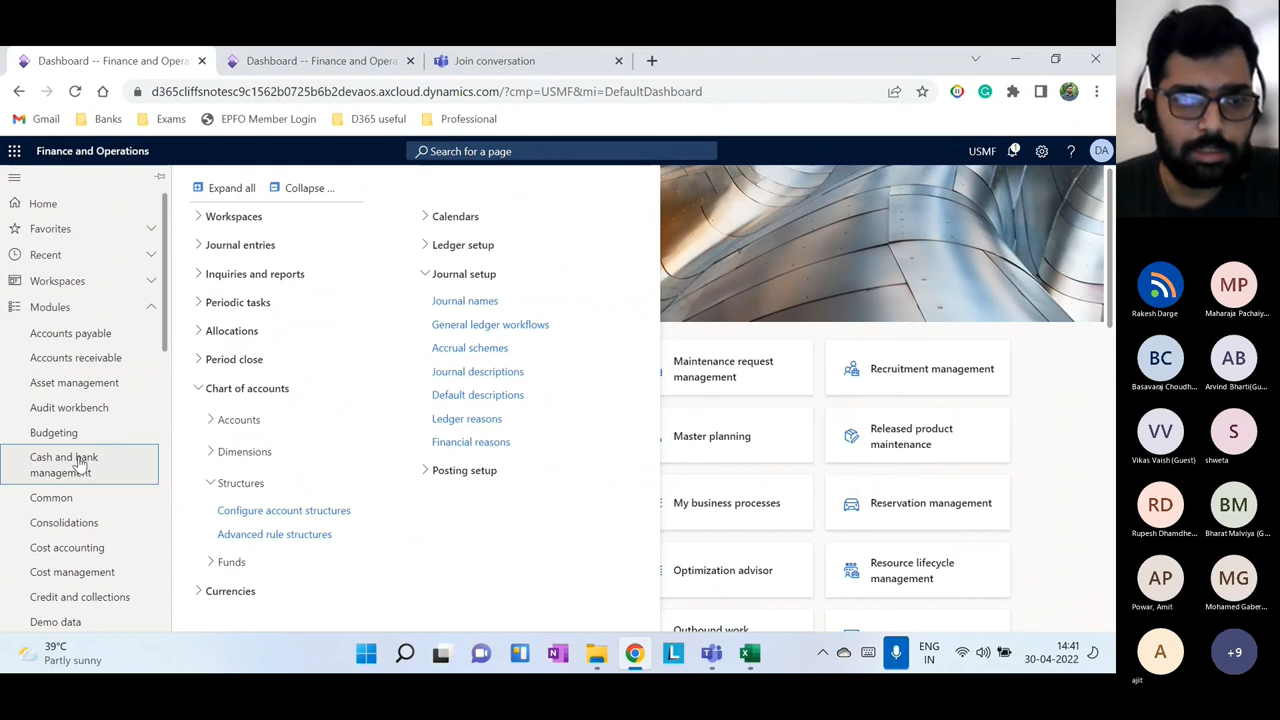 Dashboard -- Finance and Opera
Dashboard -- Finance and Opera
Join conversation
d365cliffsnotesc9c1562b0725b6b2devaos.axcloud.dynamics.com/?cmp=USMF&mi=DefaultDashboard
Gmail
Banks
Exams
EPFO Member Login
D365 useful
Professional
Finance and Operations
Search for a page
USMF
1
DA
Home
Favorites
Recent
Workspaces
Modules
Accounts payable
Accounts receivable
Asset management
Audit workbench
Budgeting
Cash and bank
management
Common
Consolidations
Cost accounting
Cost management
Credit and collections
Demo data
Expand all
Collapse ...
Workspaces
Journal entries
Inquiries and reports
Periodic tasks
Allocations
Period close
Chart of accounts
Accounts
Dimensions
Structures
Configure account structures
Advanced rule structures
Funds
Currencies
Calendars
Ledger setup
Journal setup
Journal names
General ledger workflows
Accrual schemes
Journal descriptions
Default descriptions
Ledger reasons
Financial reasons
Posting setup
Maintenance request
management
Recruitment management
Master planning
Released product
maintenance
My business processes
Reservation management
Optimization advisor
Resource lifecycle
management
Outbound work
39°C
Partly sunny
L
ENG
IN
14:41
30-04-2022
Rakesh Darge
MP
Maharaja Pachaiy...
BC
Basavaraj Choudh...
AB
Arvind Bharti(Gu...
VV
Vikas Vaish (Guest)
S
shweta
RD
Rupesh Dhamdhe...
BM
Bharat Malviya (G...
AP
Powar, Amit
MG
Mohamed Gaber...
A
ajit
+9